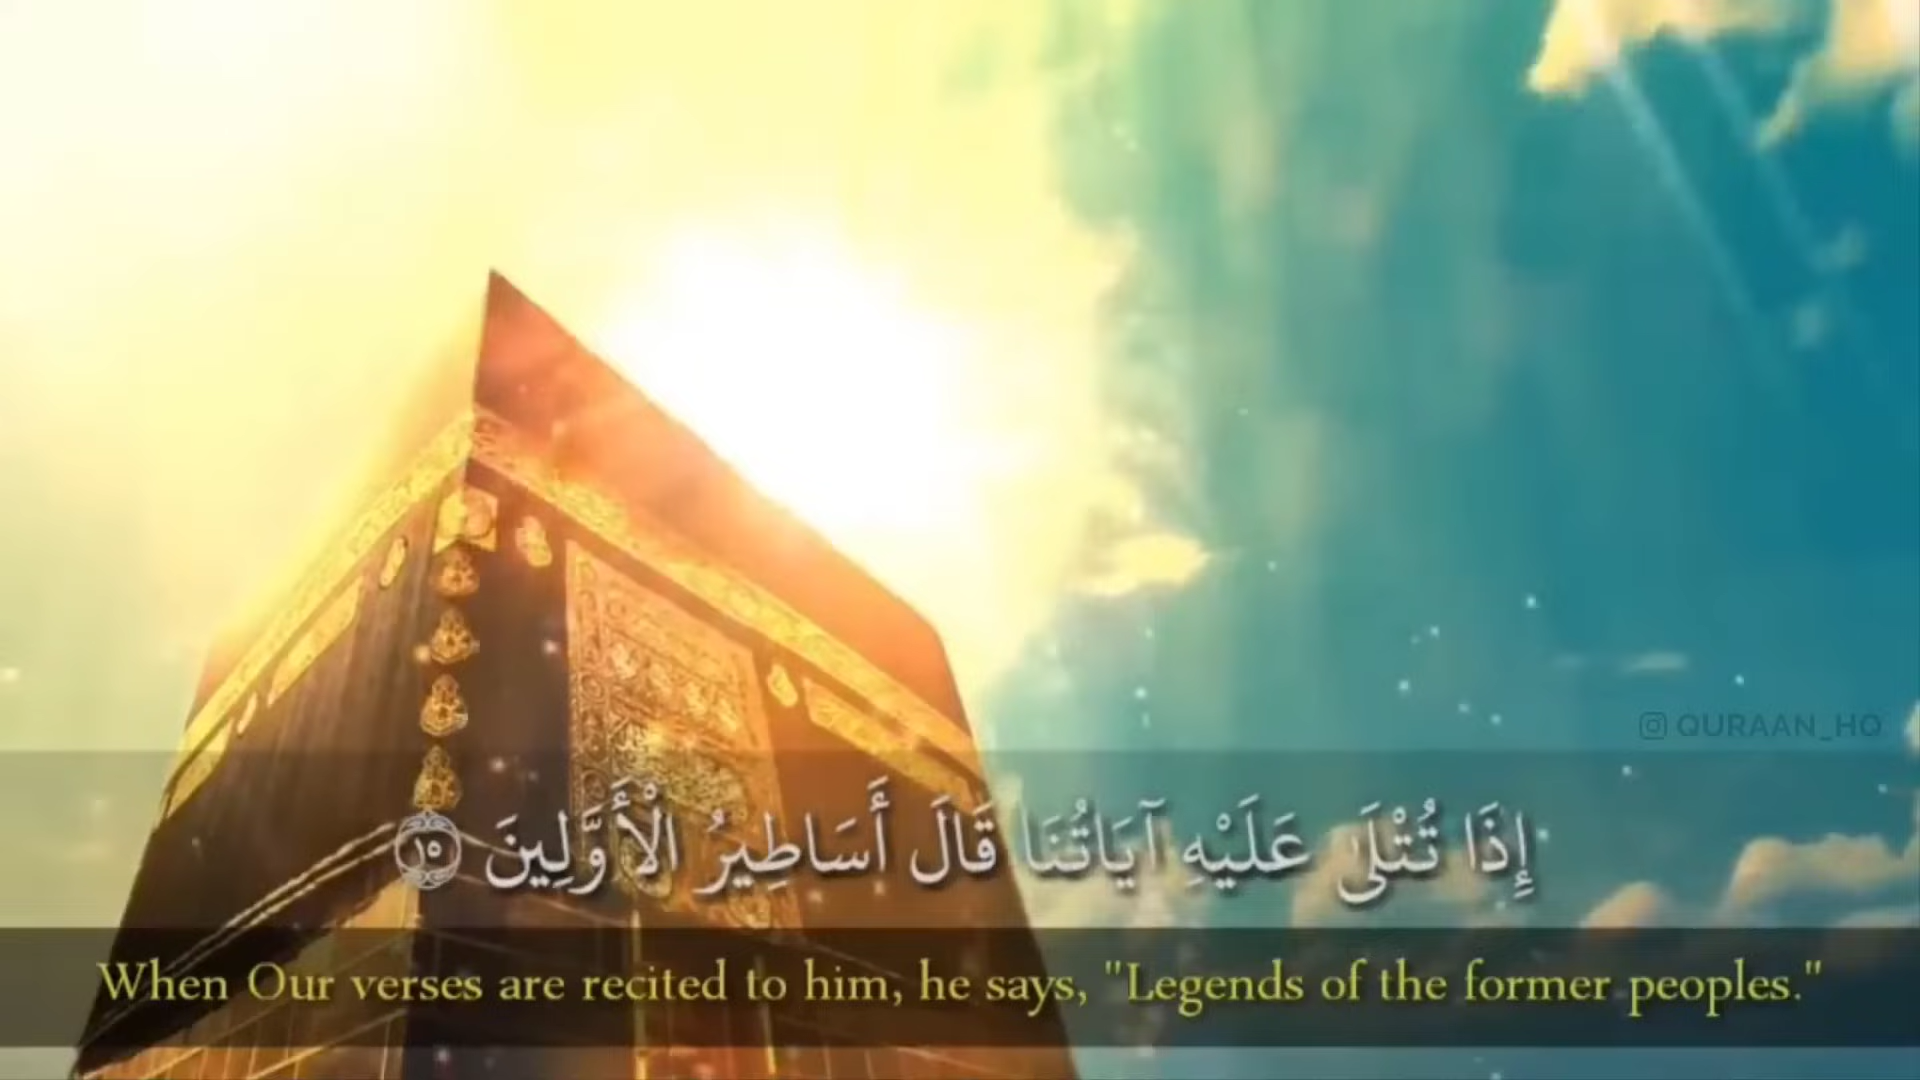 QURAAN_HQ
إِذَا تُتْلَىٰ عَلَيْهِ آيَاتُنَا قَالَ أَسَاطِيرُ الْأَوَّلِينَ ١٥
When Our verses are recited to him, he says, "Legends of the former peoples."